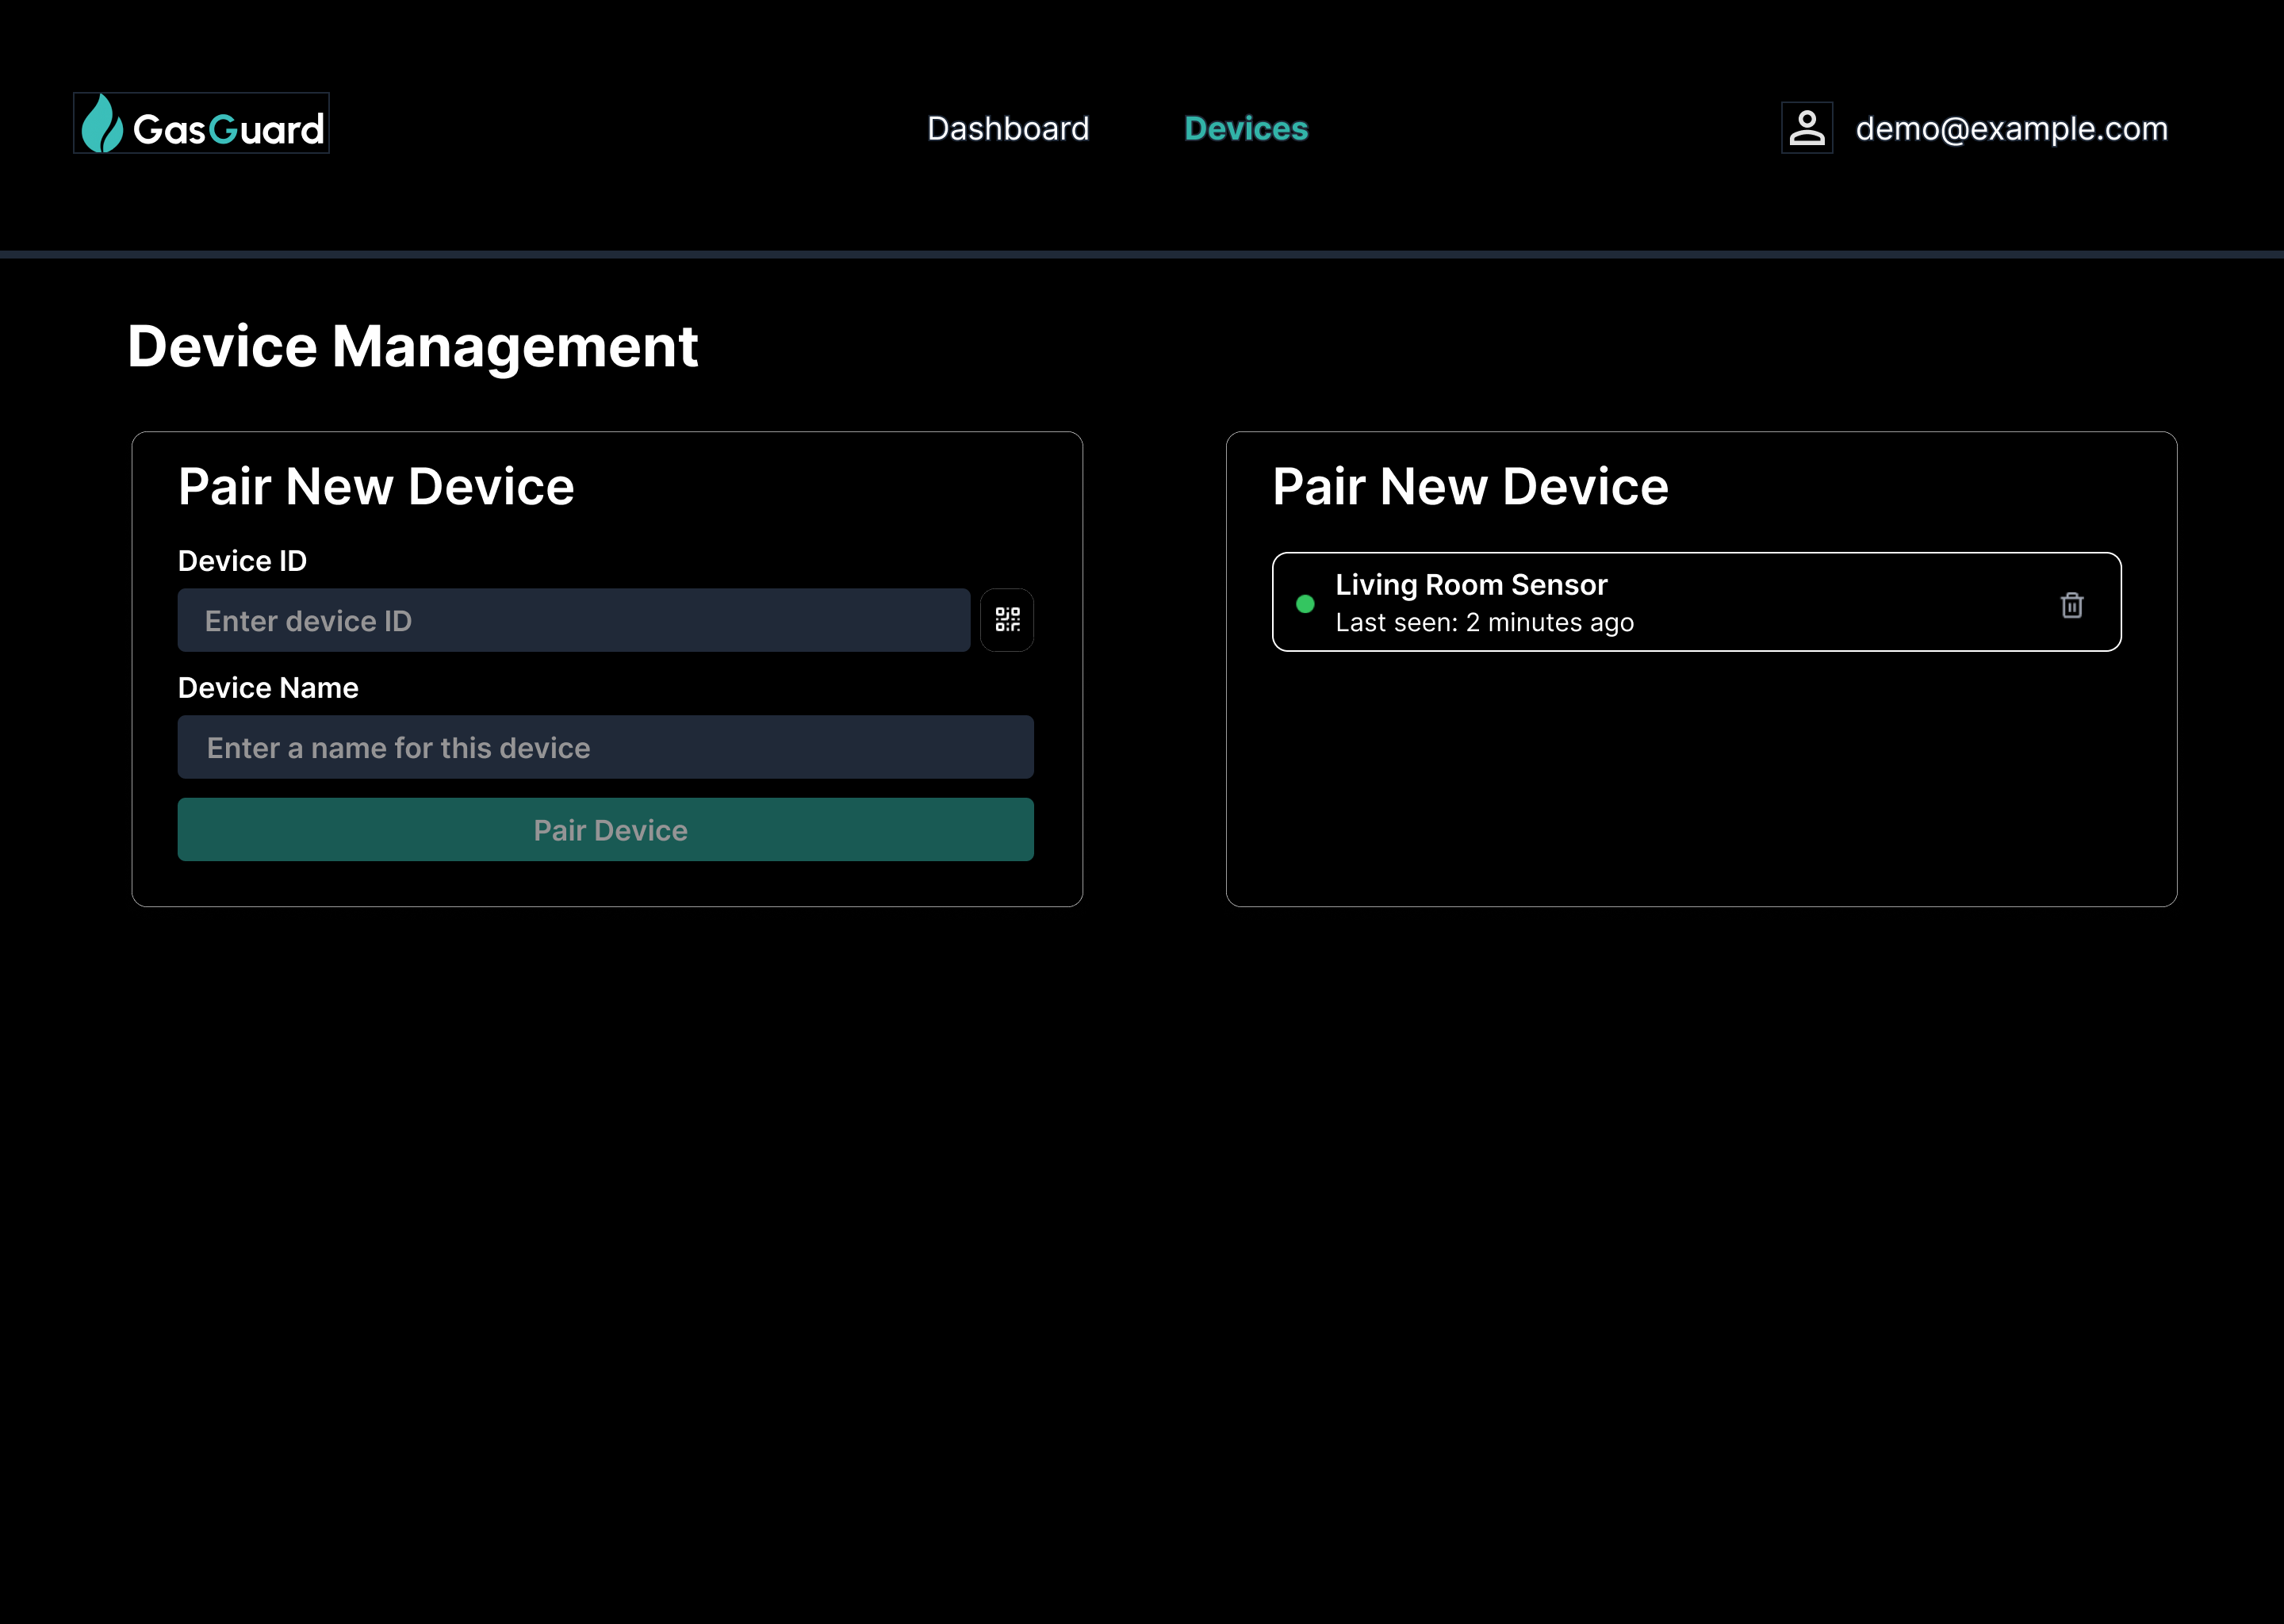 GasGuard
Dashboard
Devices
demo@example.com
Device Management
Pair New Device
Device ID
Enter device ID
Device Name
Enter a name for this device
Pair Device
Pair New Device
Living Room Sensor
Last seen: 2 minutes ago